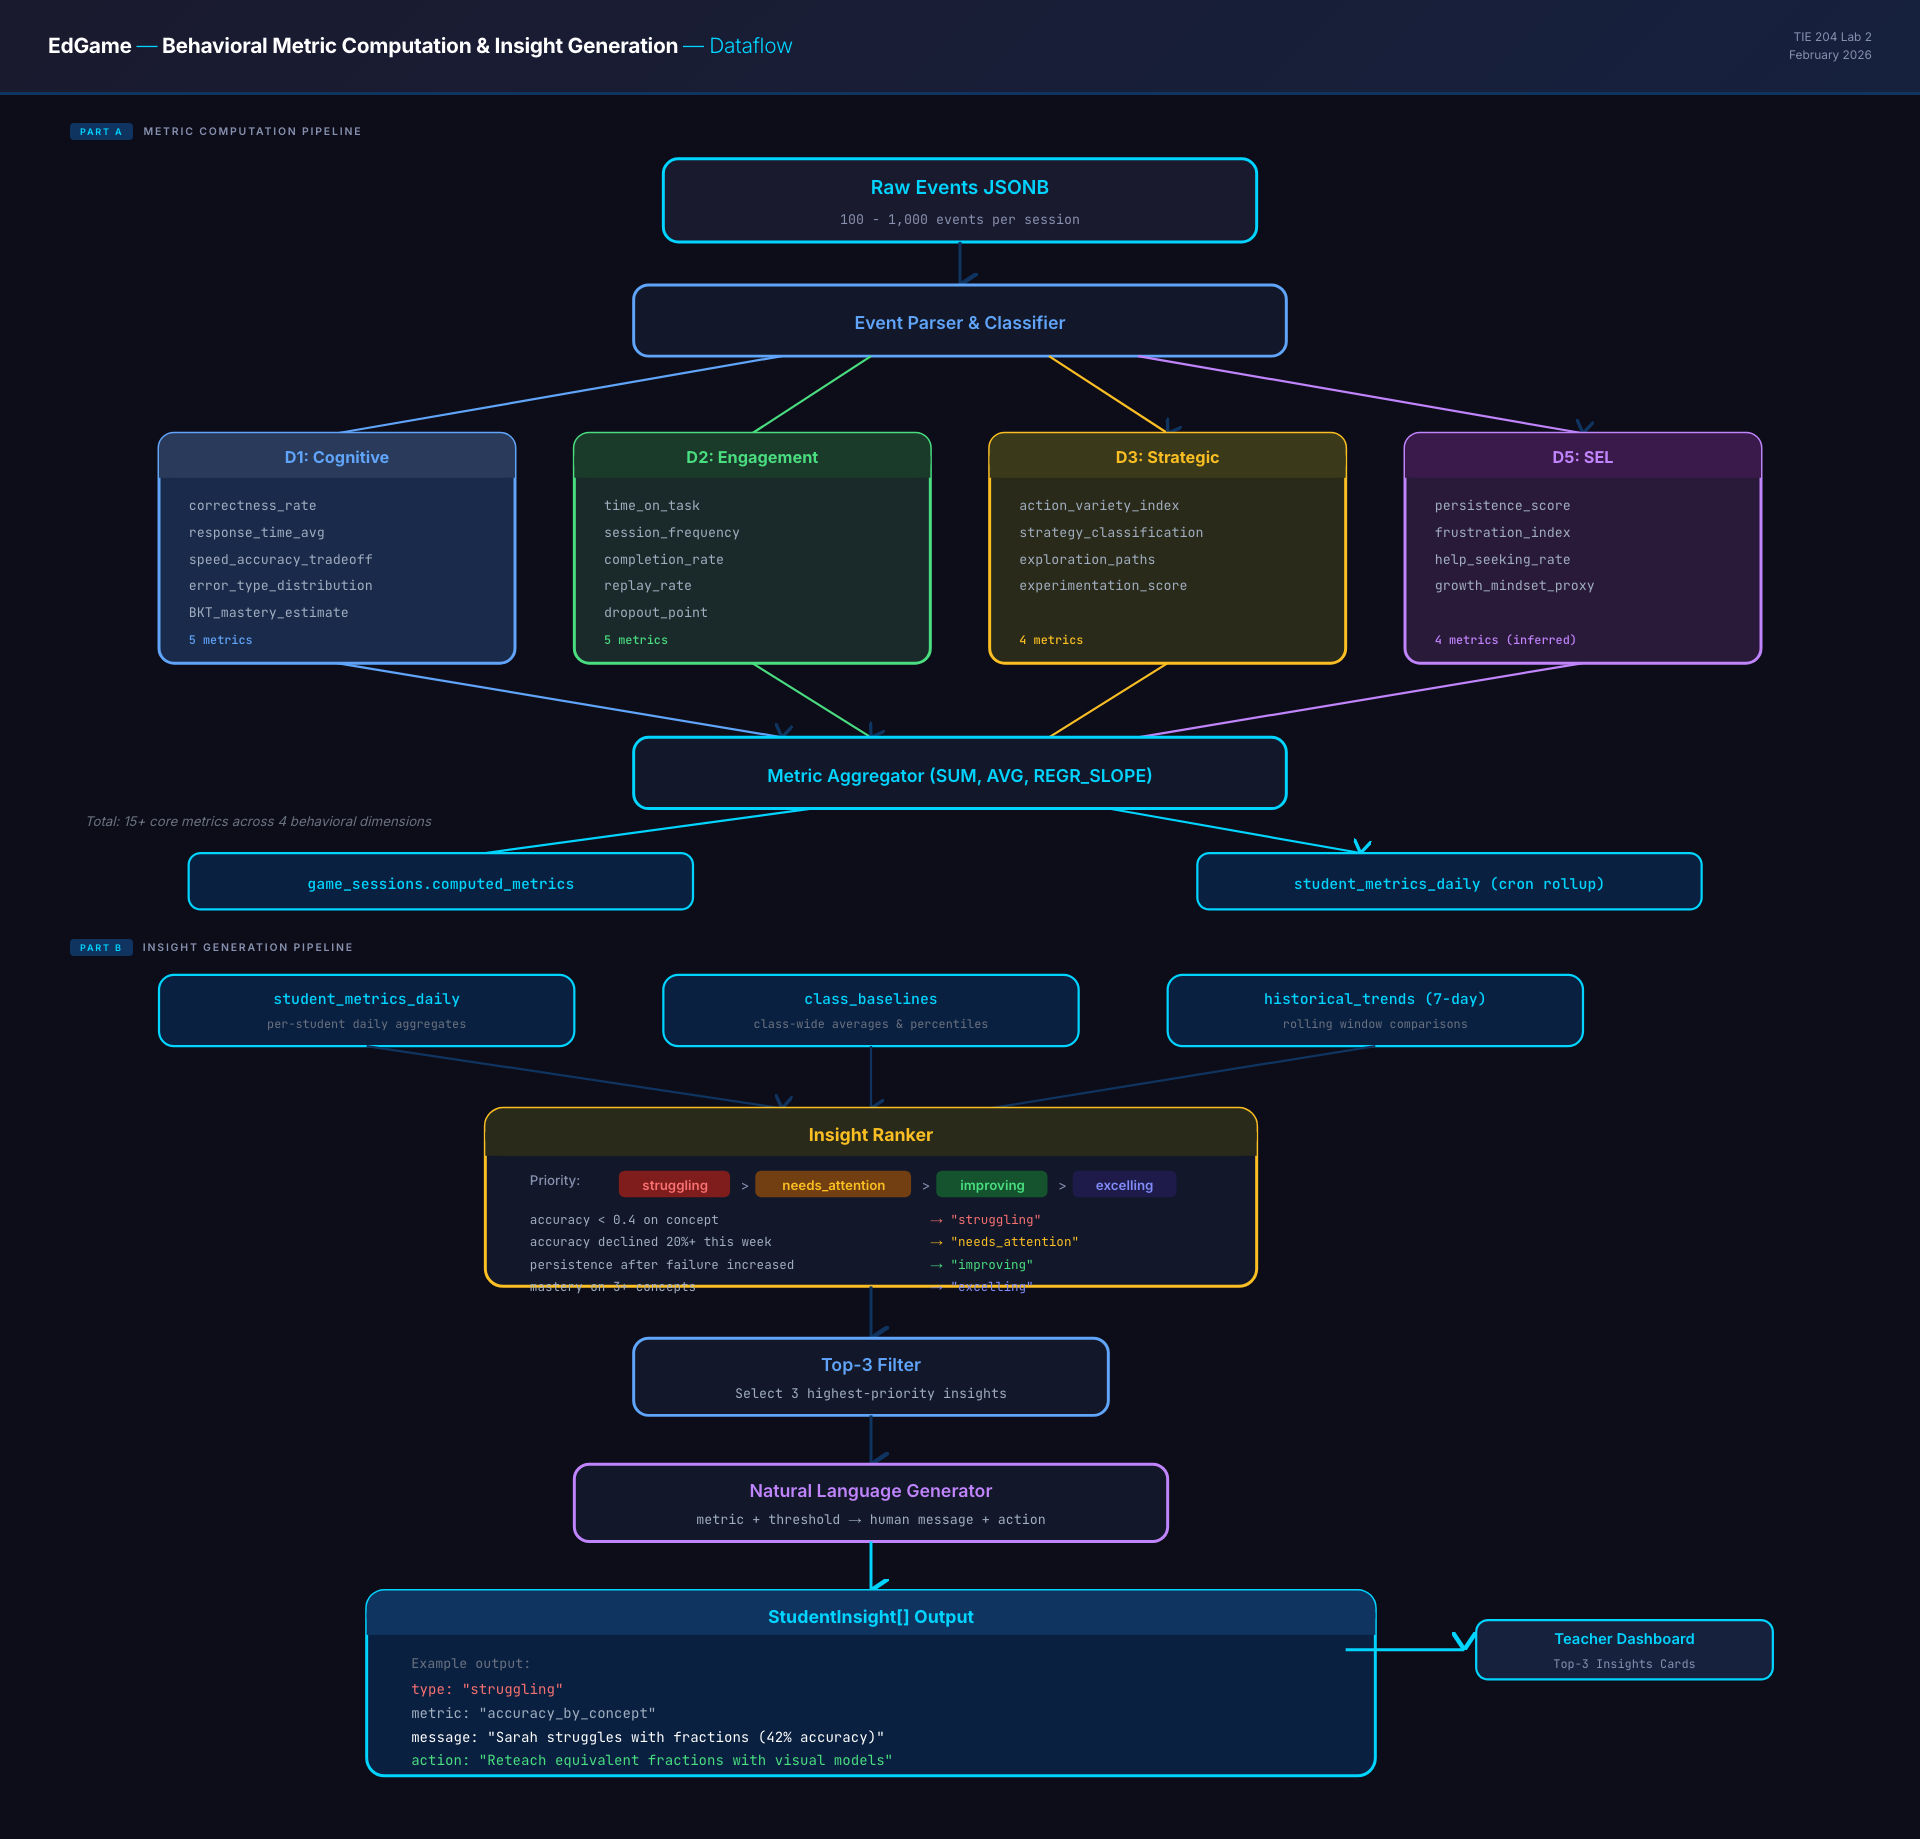 EdGame — Behavioral Metric Computation & Insight Generation — Dataflow
TIE 204 Lab 2
February 2026
PART A METRIC COMPUTATION PIPELINE
Raw Events JSONB
100 - 1,000 events per session
Event Parser & Classifier
D1: Cognitive
correctness_rate
response_time_avg
speed_accuracy_tradeoff
error_type_distribution
BKT_mastery_estimate
5 metrics
D2: Engagement
time_on_task
session_frequency
completion_rate
replay_rate
dropout_point
5 metrics
D3: Strategic
action_variety_index
strategy_classification
exploration_paths
experimentation_score
4 metrics
D5: SEL
persistence_score
frustration_index
help_seeking_rate
growth_mindset_proxy
4 metrics (inferred)
Metric Aggregator (SUM, AVG, REGR_SLOPE)
Total: 15+ core metrics across 4 behavioral dimensions
game_sessions.computed_metrics
student_metrics_daily (cron rollup)
PART B INSIGHT GENERATION PIPELINE
student_metrics_daily
per-student daily aggregates
class_baselines
class-wide averages & percentiles
historical_trends (7-day)
rolling window comparisons
Insight Ranker
Priority: struggling > needs_attention > improving > excelling
accuracy < 0.4 on concept → "struggling"
accuracy declined 20%+ this week → "needs_attention"
persistence after failure increased → "improving"
mastery on 3+ concepts → "excelling"
Top-3 Filter
Select 3 highest-priority insights
Natural Language Generator
metric + threshold → human message + action
StudentInsight[] Output
Example output:
type: "struggling"
metric: "accuracy_by_concept"
message: "Sarah struggles with fractions (42% accuracy)"
action: "Reteach equivalent fractions with visual models"
Teacher Dashboard
Top-3 Insights Cards